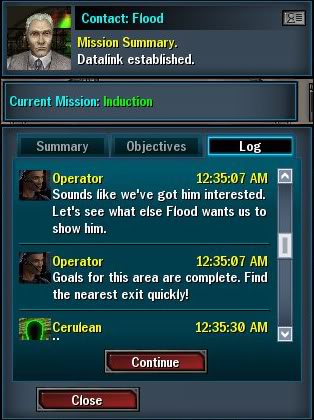 Contact: Flood
Mission Summary.
Datalink established.
Current Mission: Induction
Summary
Objectives
Log
Operator 12:35:07 AM
Sounds like we've got him interested.
Let's see what else Flood wants us to
show him.
Operator 12:35:07 AM
Goals for this area are complete. Find
the nearest exit quickly!
Cerulean 12:35:30 AM
Continue
Close